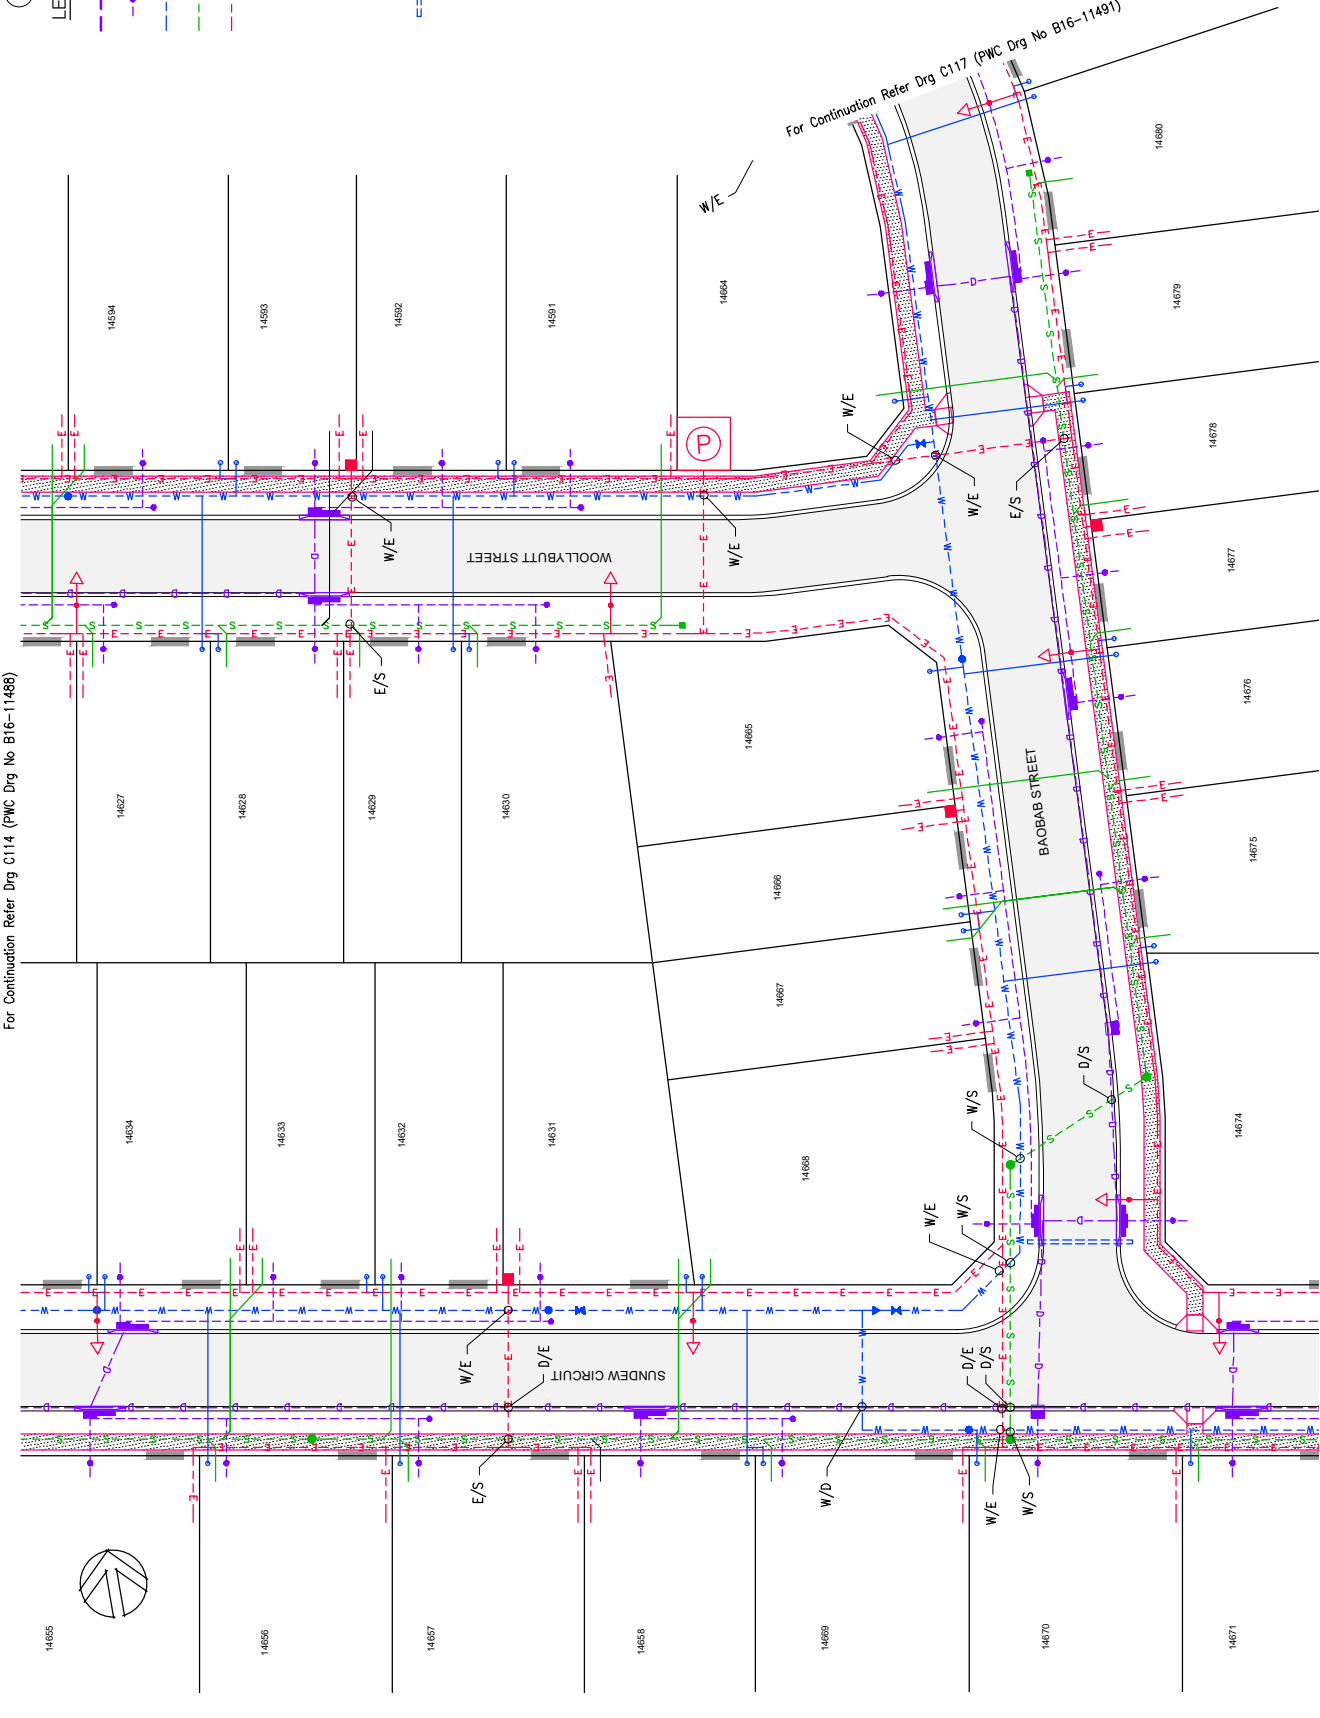 LE
For Continuation Refer Drg C117 (PWC Drg No B16-11491)
For Continuation Refer Drg C114 (PWC Drg No B16-11488)
14594
14593
14592
14591
14664
14680
14679
14678
14677
14676
14675
14674
W/E
W/E
W/E
E/S
W/E
W/E
P
WOOLLYBUTT STREET
E/S
14627
14628
14629
14630
14665
14666
14667
14668
BAOBAB STREET
14634
14633
14632
14631
D/S
W/S
W/E
W/S
W/E
D/E
SUNDEW CIRCUIT
D/E
D/S
E/S
W/D
W/E
W/S
14655
14656
14657
14658
14669
14670
14671